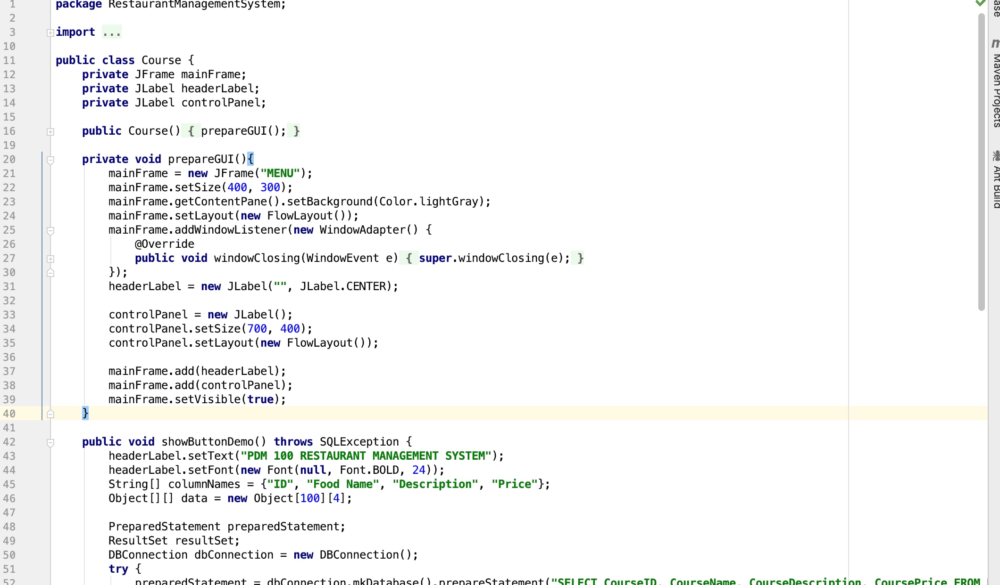 1 package RestaurantManagementSystem;
2
3 import ...
10
11 public class Course {
12 private JFrame mainFrame;
13 private JLabel headerLabel;
14 private JLabel controlPanel;
15
16 public Course() { prepareGUI(); }
19
20 private void prepareGUI(){
21 mainFrame = new JFrame("MENU");
22 mainFrame.setSize(400, 300);
23 mainFrame.getContentPane().setBackground(Color.lightGray);
24 mainFrame.setLayout(new FlowLayout());
25 mainFrame.addWindowListener(new WindowAdapter() {
26 @Override
27 public void windowClosing(WindowEvent e) { super.windowClosing(e); }
30 });
31 headerLabel = new JLabel("", JLabel.CENTER);
32
33 controlPanel = new JLabel();
34 controlPanel.setSize(700, 400);
35 controlPanel.setLayout(new FlowLayout());
36
37 mainFrame.add(headerLabel);
38 mainFrame.add(controlPanel);
39 mainFrame.setVisible(true);
40 }
41
42 public void showButtonDemo() throws SQLException {
43 headerLabel.setText("PDM 100 RESTAURANT MANAGEMENT SYSTEM");
44 headerLabel.setFont(new Font(null, Font.BOLD, 24));
45 String[] columnNames = {"ID", "Food Name", "Description", "Price"};
46 Object[][] data = new Object[100][4];
47
48 PreparedStatement preparedStatement;
49 ResultSet resultSet;
50 DBConnection dbConnection = new DBConnection();
51 try {
52 preparedStatement = dbConnection.mkDatabase().prepareStatement("SELECT CourseID, CourseName, CourseDescription, CoursePrice FROM
ase
m Maven Projects
Ant Build